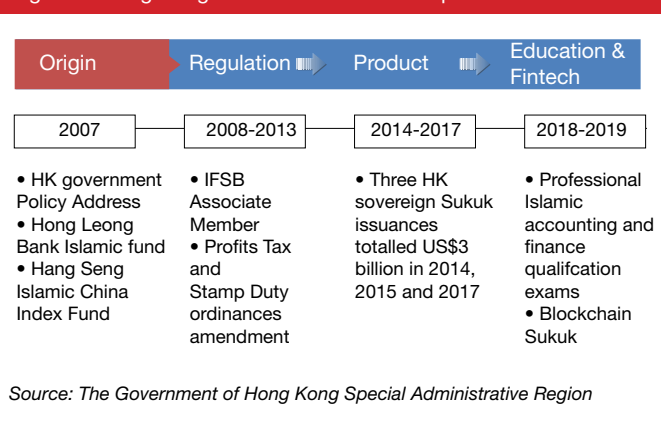 Origin
Regulation
Product
Education &
Fintech
2007
2008-2013
2014-2017
2018-2019
• HK government
Policy Address
• Hong Leong
Bank Islamic fund
• Hang Seng
Islamic China
Index Fund
• IFSB
Associate
Member
• Profits Tax
and
Stamp Duty
ordinances
amendment
• Three HK
sovereign Sukuk
issuances
totalled US$3
billion in 2014,
2015 and 2017
• Professional
Islamic
accounting and
finance
qualifcation
exams
• Blockchain
Sukuk
Source: The Government of Hong Kong Special Administrative Region